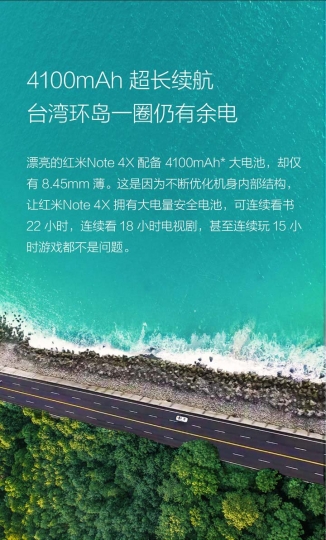 4100mAh 超长续航
台湾环岛一圈仍有余电
漂亮的红米Note 4X 配备 4100mAh* 大电池，却仅
有 8.45mm 薄。这是因为不断优化机身内部结构，
让红米Note 4X 拥有大电量安全电池，可连续看书
22 小时，连续看 18 小时电视剧，甚至连续玩 15 小
时游戏都不是问题。